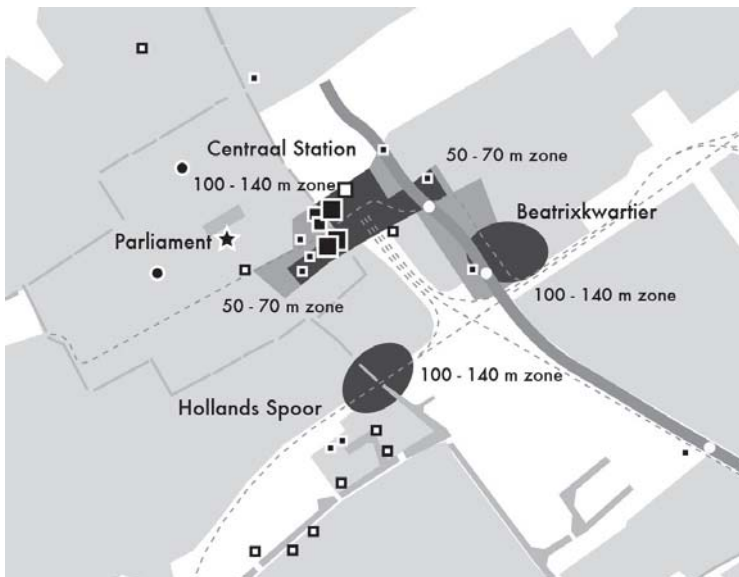 Centraal Station
50 - 70 m zone
100 - 140 m zone
Beatrixkwartier
Parliament
100 - 140 m zone
50 - 70 m zone
100 - 140 m zone
Hollands Spoor